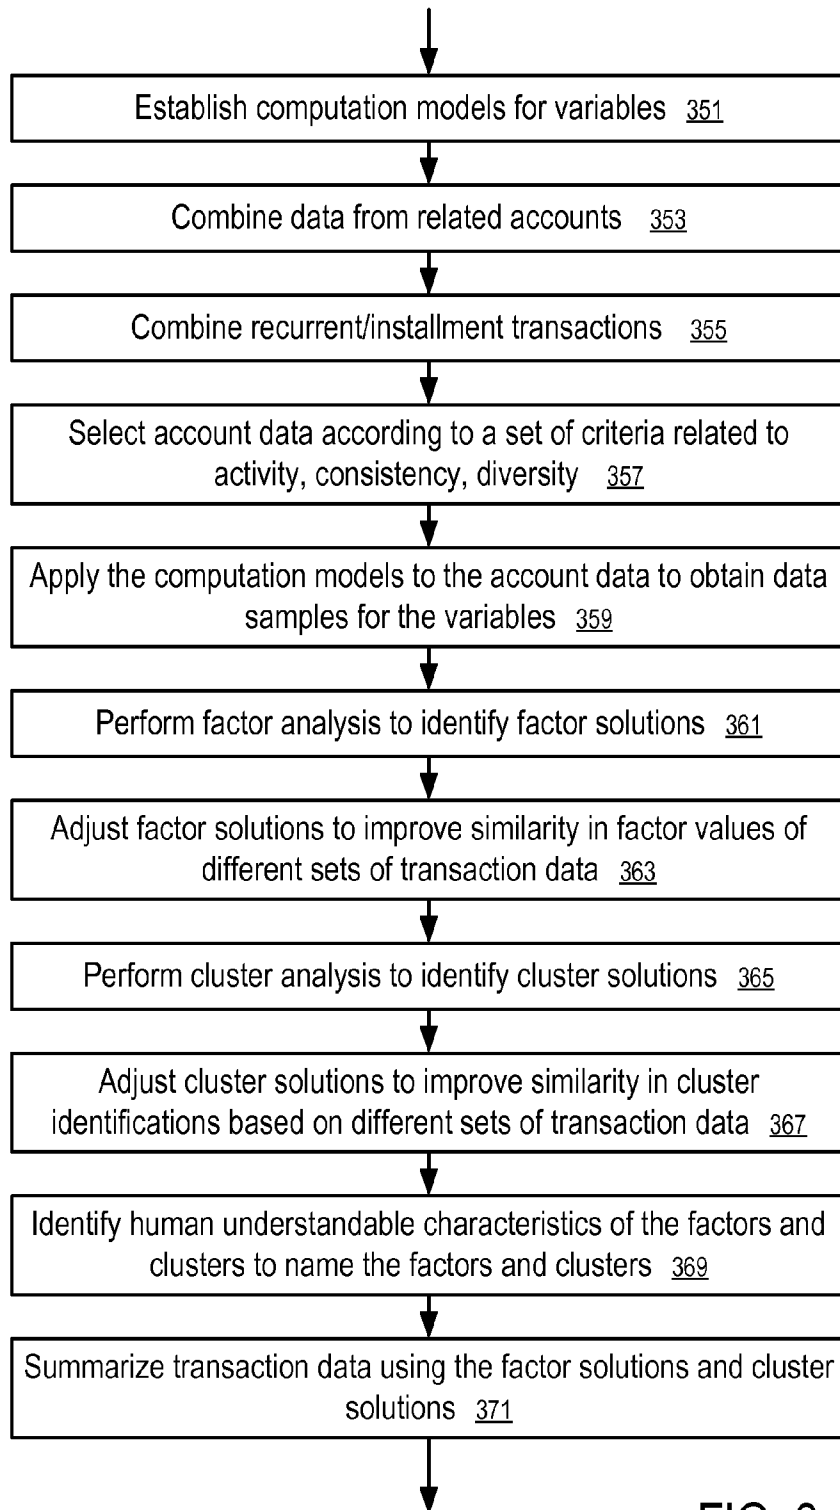 Establish computation models for variables 351
Combine data from related accounts 353
Combine recurrent/installment transactions 355
Select account data according to a set of criteria related to
activity, consistency, diversity 357
Apply the computation models to the account data to obtain data
samples for the variables 359
Perform factor analysis to identify factor solutions 361
Adjust factor solutions to improve similarity in factor values of
different sets of transaction data 363
Perform cluster analysis to identify cluster solutions 365
Adjust cluster solutions to improve similarity in cluster
identifications based on different sets of transaction data 367
Identify human understandable characteristics of the factors and
clusters to name the factors and clusters 369
Summarize transaction data using the factor solutions and cluster
solutions 371